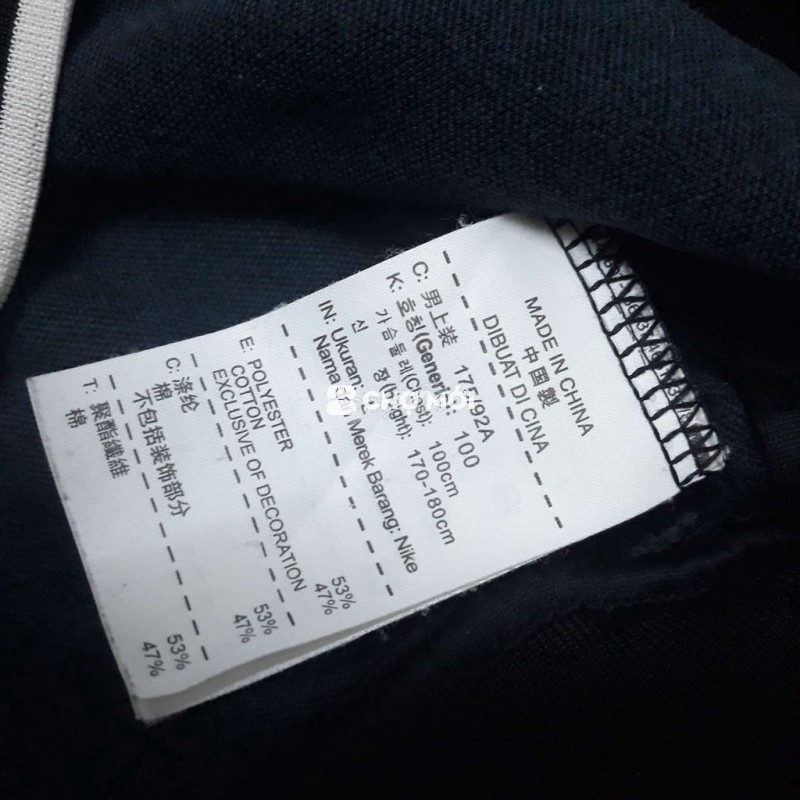 MADE IN CHINA
中国製
DIBUAT DI CINA
C: 男上装 175/92A
K: 호칭(Generic): 100
가슴둘레(Chest): 100cm
신 장(Height): 170-180cm
IN: Ukuran:
Nama Merek Barang: Nike
E: POLYESTER 53%
COTTON 47%
EXCLUSIVE OF DECORATION
C: 涤纶 53%
棉 47%
不包括装饰部分
T: 聚酯纖維 53%
棉 47%
CHỢ MỚI